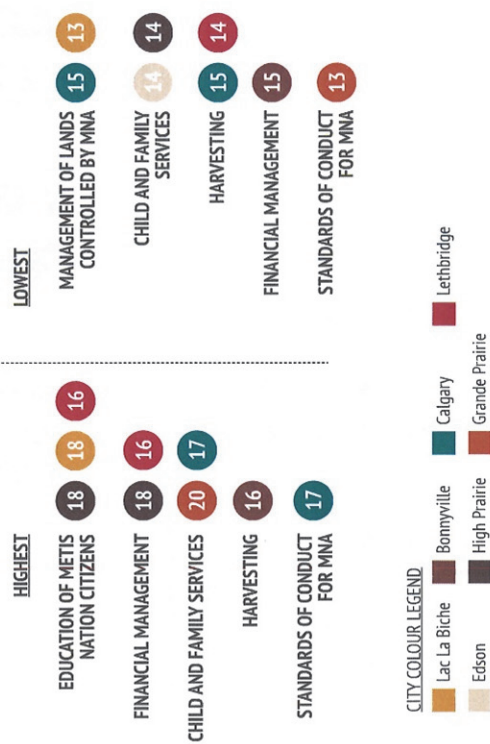 HIGHEST
EDUCATION OF METIS
NATION CITIZENS
18 18 16
FINANCIAL MANAGEMENT
18 16
CHILD AND FAMILY SERVICES
20 17
HARVESTING
16
STANDARDS OF CONDUCT
FOR MNA
17
LOWEST
MANAGEMENT OF LANDS
CONTROLLED BY MNA
15 13
CHILD AND FAMILY
SERVICES
14 14
HARVESTING
15 14
FINANCIAL MANAGEMENT
15
STANDARDS OF CONDUCT
FOR MNA
13
CITY COLOUR LEGEND
Lac La Biche Bonnyville Calgary Lethbridge
Edson High Prairie Grande Prairie